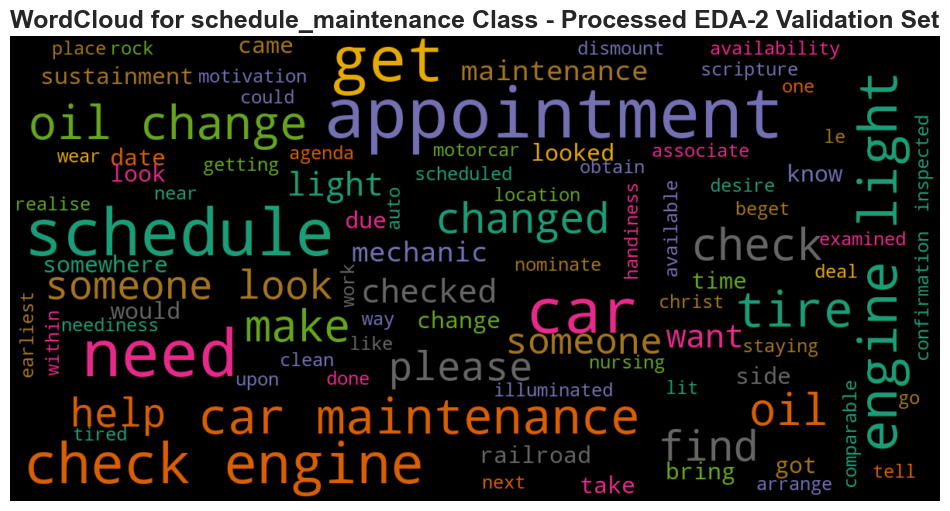 WordCloud for schedule_maintenance Class - Processed EDA-2 Validation Set
place rock came get dismount availability
sustainment motivation maintenance scripture
could one
oil change appointment engine light
wear date getting agenda motorcar looked associate le inspected
look light scheduled obtain know
realise near auto location desire
schedule due changed handiness available beget
somewhere mechanic check examined
someone look work checked nominate time deal
would car christ tire confirmation
earliest within neediness make way change someone want staying
like please nursing
clean side
upon done illuminated lit comparable go
help car maintenance oil
tired find
check engine railroad bring got tell
next take arrange
need